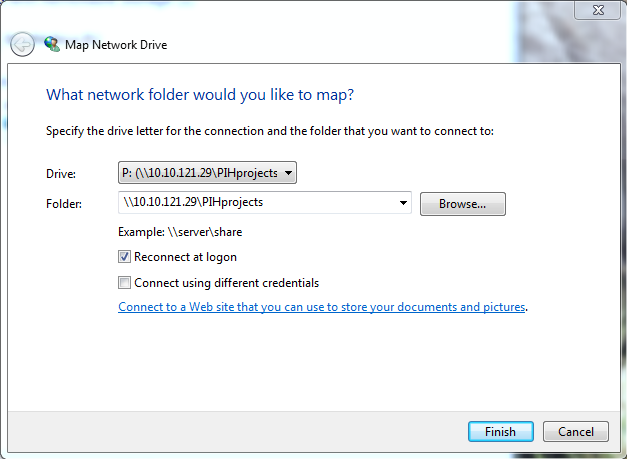 Map Network Drive
What network folder would you like to map?
Specify the drive letter for the connection and the folder that you want to connect to:
Drive: P: (\\10.10.121.29\PIHprojects
Folder: \\10.10.121.29\PIHprojects Browse...
Example: \\server\share
Reconnect at logon
Connect using different credentials
Connect to a Web site that you can use to store your documents and pictures.
Finish Cancel